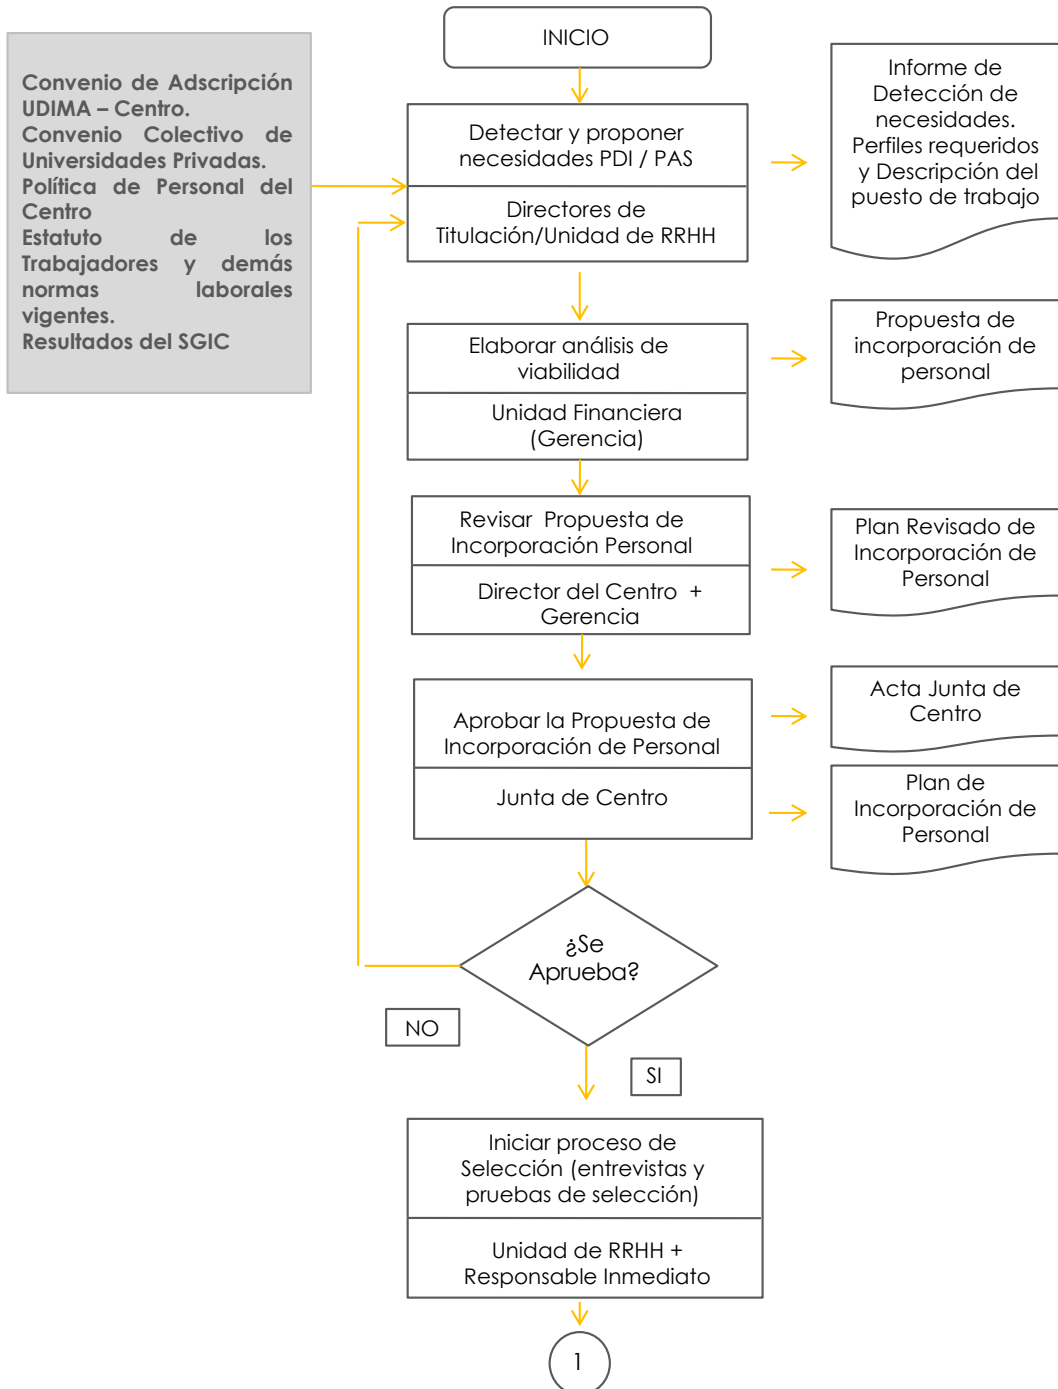 INICIO
Convenio de Adscripción
UDIMA – Centro.
Convenio Colectivo de
Universidades Privadas.
Política de Personal del
Centro
Estatuto de los
Trabajadores y demás
normas laborales
vigentes.
Resultados del SGIC
Detectar y proponer
necesidades PDI / PAS
Directores de
Titulación/Unidad de RRHH
Informe de
Detección de
necesidades.
Perfiles requeridos
y Descripción del
puesto de trabajo
Elaborar análisis de
viabilidad
Unidad Financiera
(Gerencia)
Propuesta de
incorporación de
personal
Revisar Propuesta de
Incorporación Personal
Director del Centro +
Gerencia
Plan Revisado de
Incorporación de
Personal
Aprobar la Propuesta de
Incorporación de Personal
Junta de Centro
Acta Junta de
Centro
Plan de
Incorporación de
Personal
¿Se
Aprueba?
NO
SI
Iniciar proceso de
Selección (entrevistas y
pruebas de selección)
Unidad de RRHH +
Responsable Inmediato
1